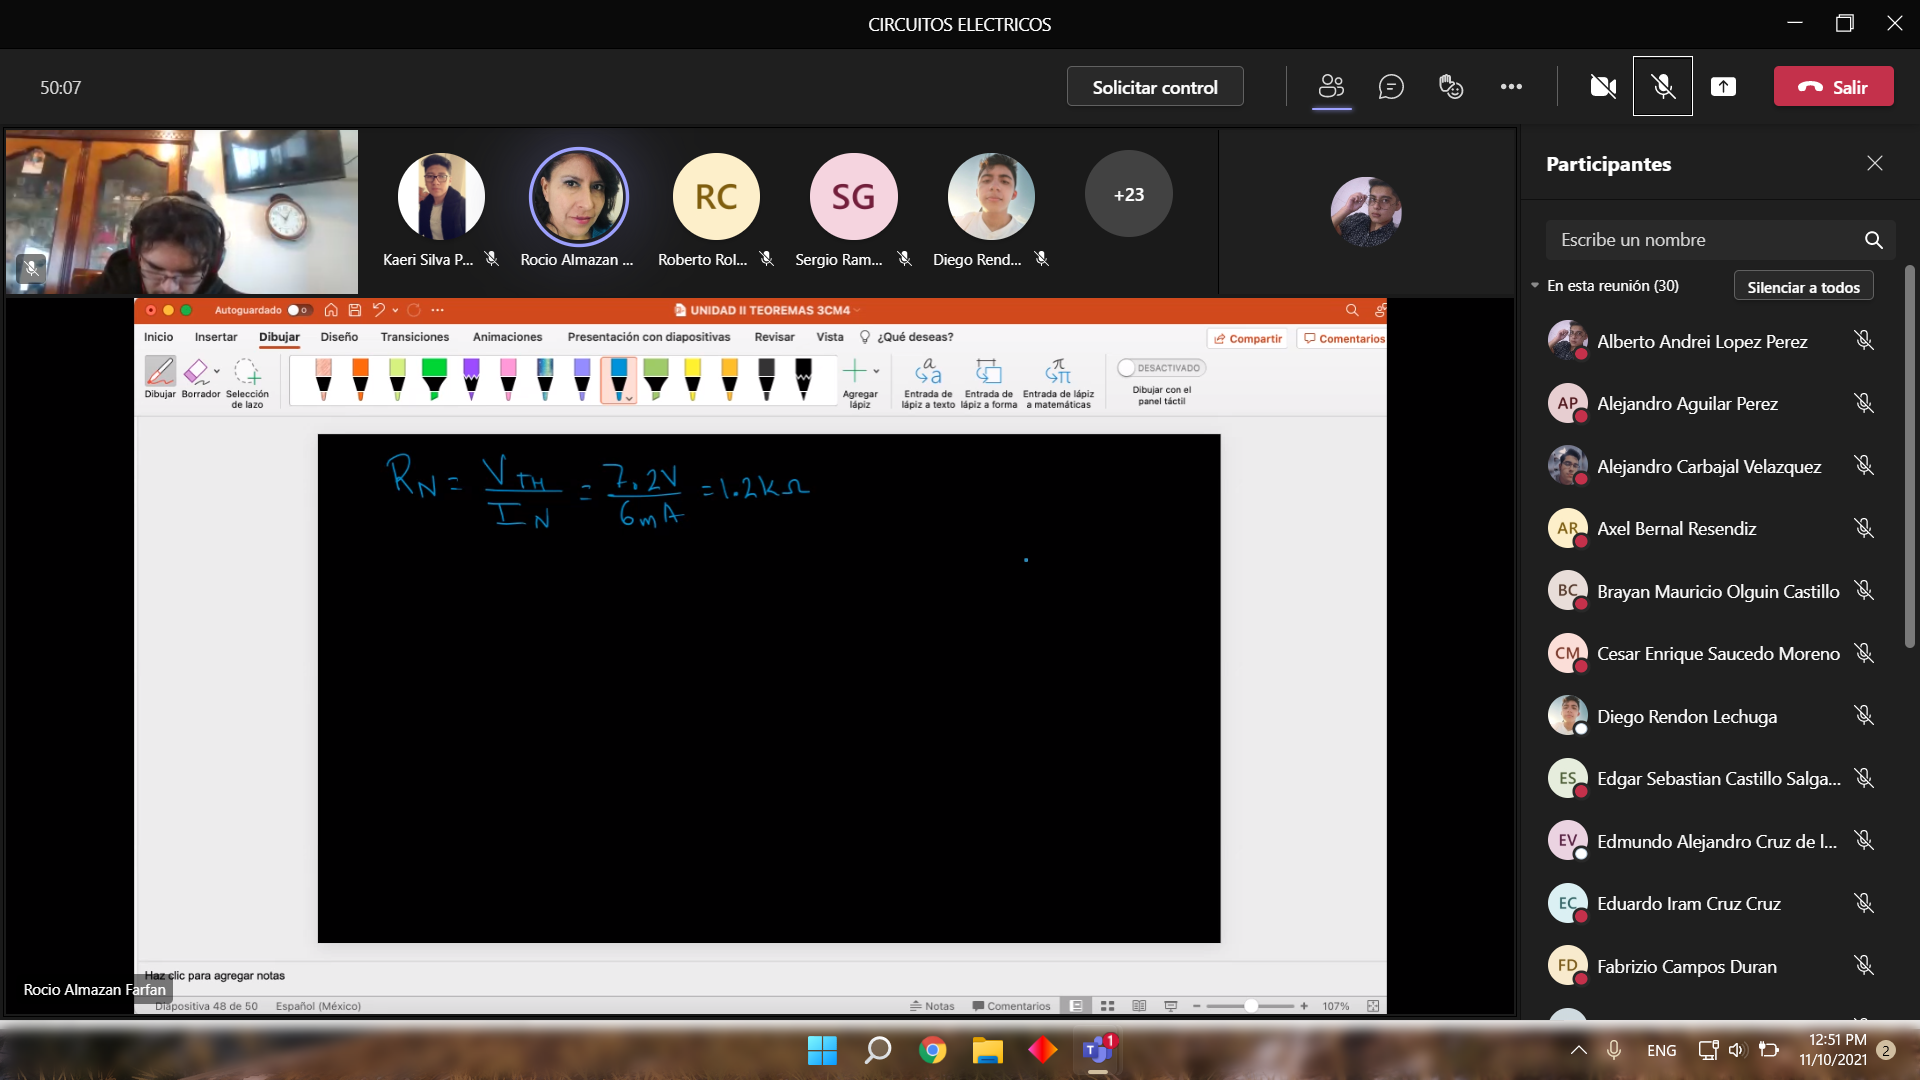 CIRCUITOS ELECTRICOS
50:07
Solicitar control
Salir
Kaeri Silva P...
Rocio Almazan ...
RC
Roberto Rol...
SG
Sergio Ram...
Diego Rend...
+23
Participantes
Escribe un nombre
En esta reunión (30)
Silenciar a todos
Alberto Andrei Lopez Perez
AP
Alejandro Aguilar Perez
Alejandro Carbajal Velazquez
AR
Axel Bernal Resendiz
BC
Brayan Mauricio Olguin Castillo
CM
Cesar Enrique Saucedo Moreno
Diego Rendon Lechuga
ES
Edgar Sebastian Castillo Salga...
EV
Edmundo Alejandro Cruz de l...
EC
Eduardo Iram Cruz Cruz
FD
Fabrizio Campos Duran
Autoguardado
UNIDAD II TEOREMAS 3CM4
Inicio Insertar Dibujar Diseño Transiciones Animaciones Presentación con diapositivas Revisar Vista ¿Qué deseas?
Compartir
Comentarios
Dibujar
Borrador
Selección de lazo
Agregar lápiz
Entrada de lápiz a texto
Entrada de lápiz a forma
Entrada de lápiz a matemáticas
DESACTIVADO
Dibujar con el panel táctil
R_N = V_TH / I_N = 7.2V / 6mA = 1.2kΩ
Haz clic para agregar notas
Rocio Almazan Farfan
Diapositiva 48 de 50 Español (México) Notas Comentarios 107%
T
1
ENG
12:51 PM
11/10/2021
2